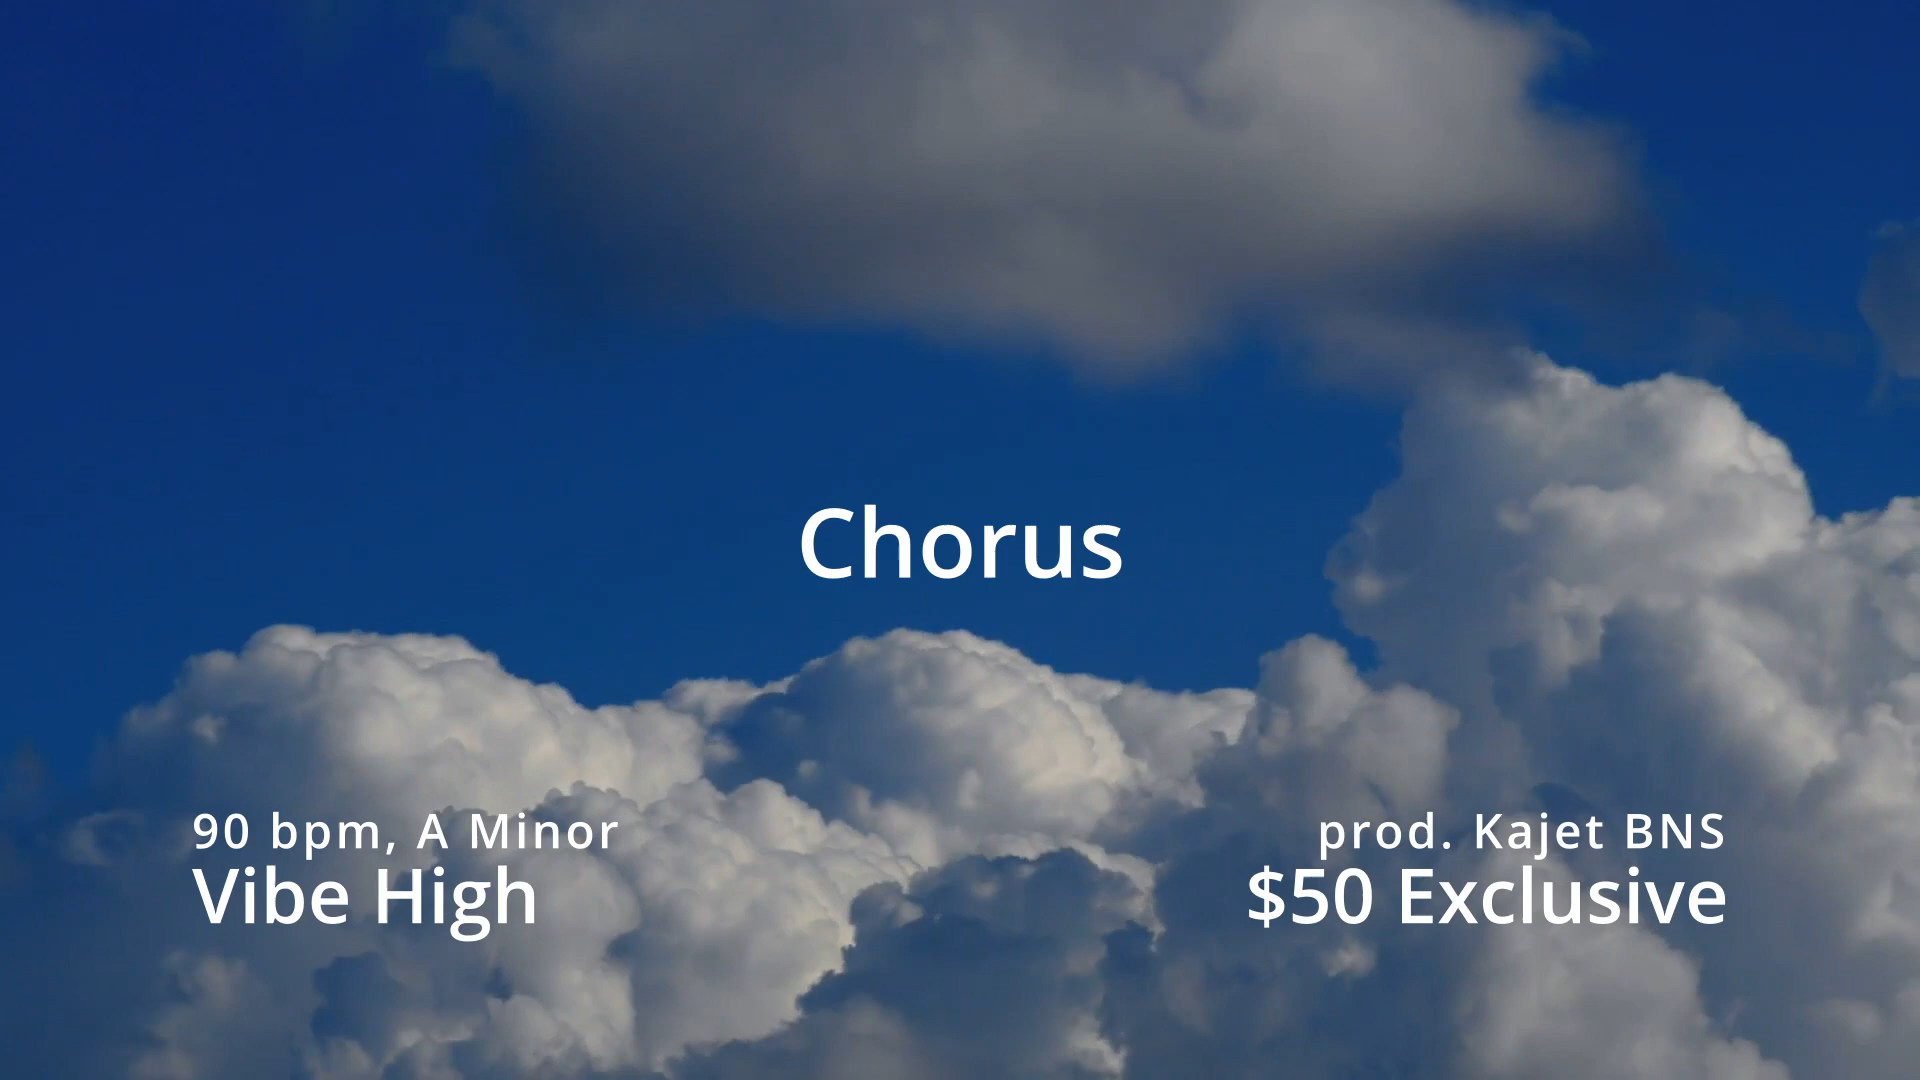 Chorus
90 bpm, A Minor
Vibe High
prod. Kajet BNS
$50 Exclusive